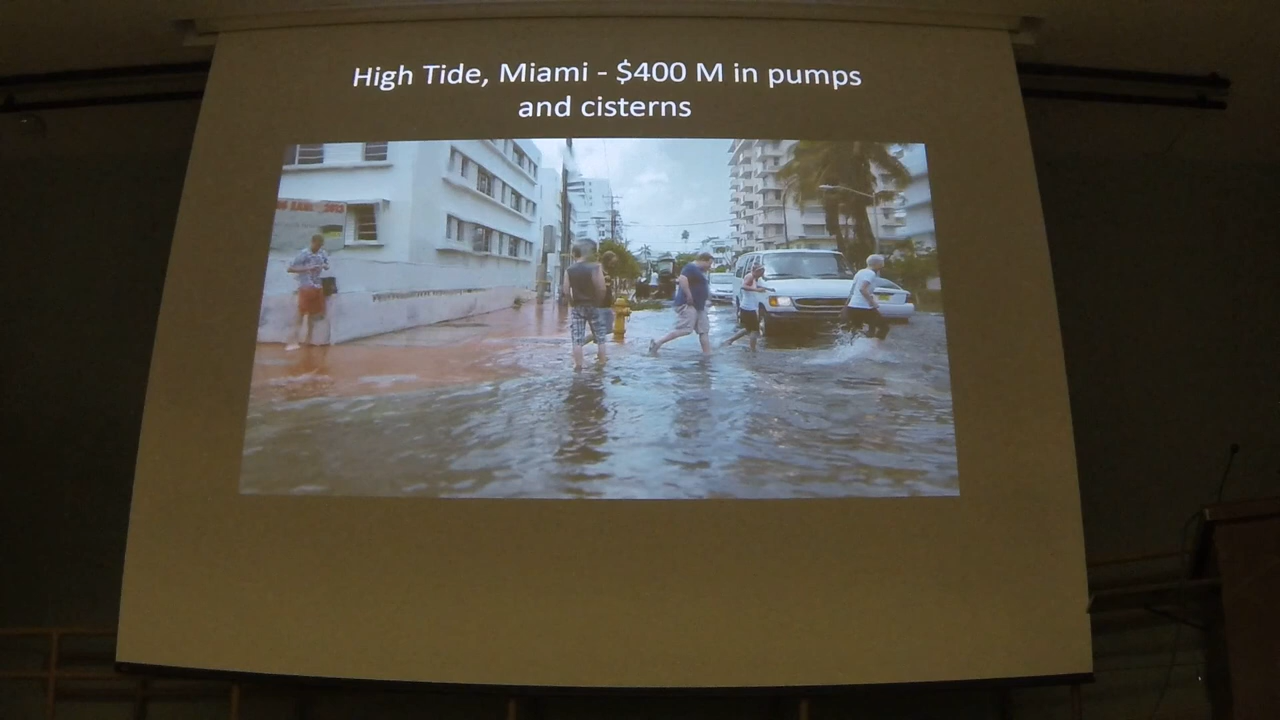 High Tide, Miami - $400 M in pumps
and cisterns